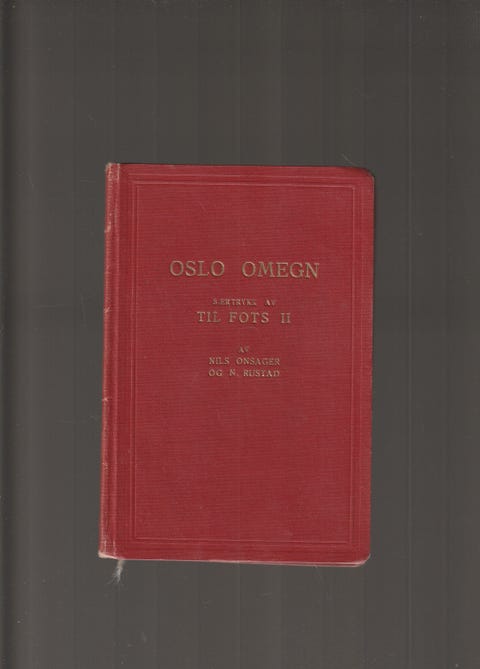 OSLO OMEGN
SÆRTRYKK AV
TIL FOTS II
AV
NILS ONSAGER
OG N. RUSTAD